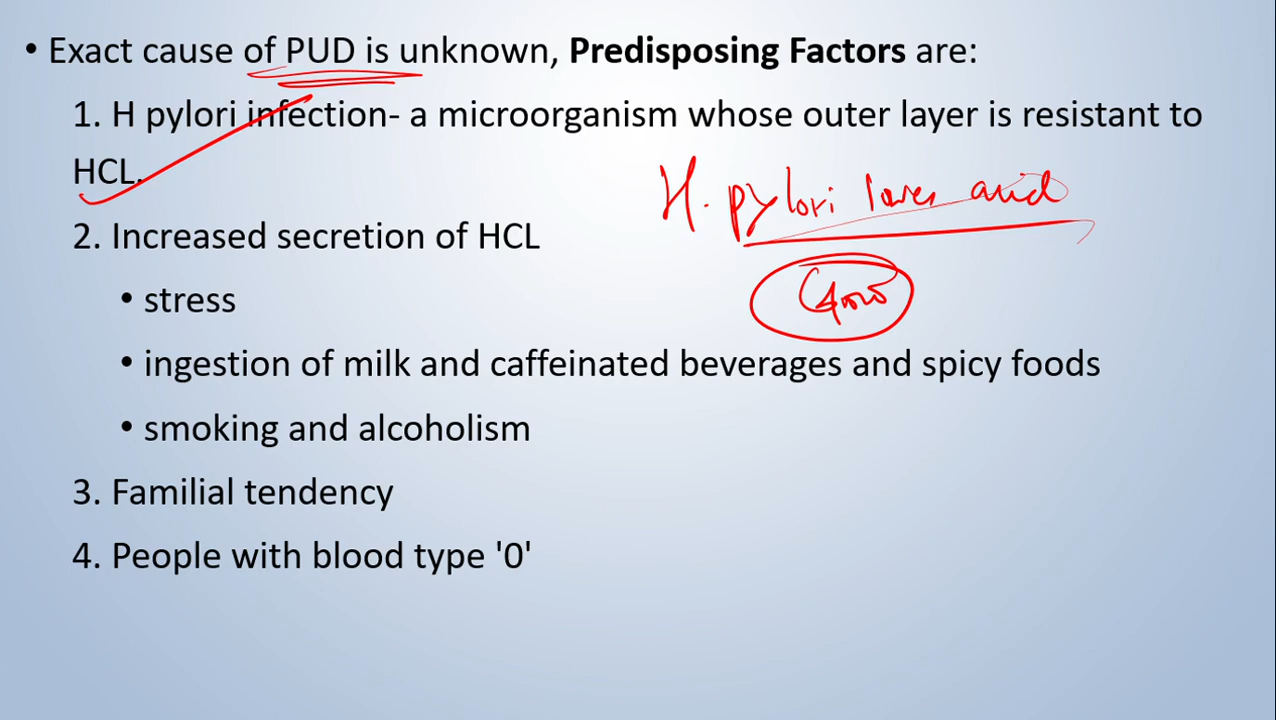 • Exact cause of PUD is unknown, Predisposing Factors are:
1. H pylori infection- a microorganism whose outer layer is resistant to
HCL.
H. pylori loves acid
2. Increased secretion of HCL
• stress
• ingestion of milk and caffeinated beverages and spicy foods
• smoking and alcoholism
3. Familial tendency
4. People with blood type '0'